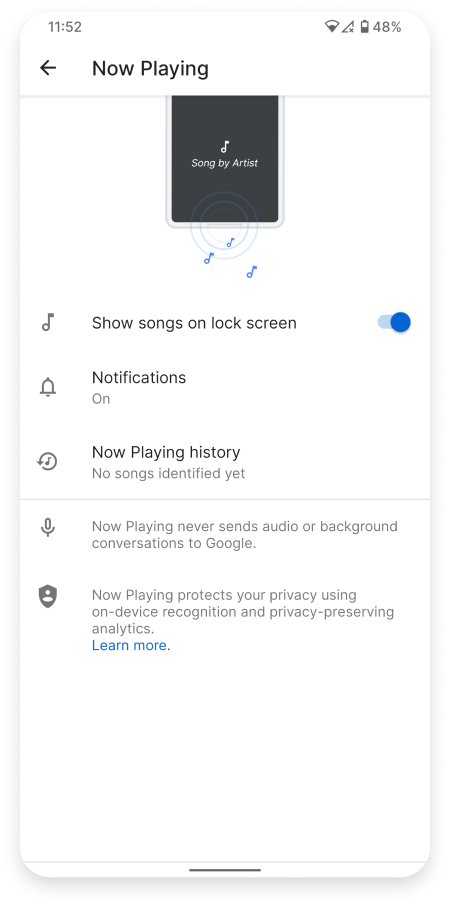 11:52
48%
Now Playing
Song by Artist
Show songs on lock screen
Notifications
On
Now Playing history
No songs identified yet
Now Playing never sends audio or background
conversations to Google.
Now Playing protects your privacy using
on-device recognition and privacy-preserving
analytics.
Learn more.